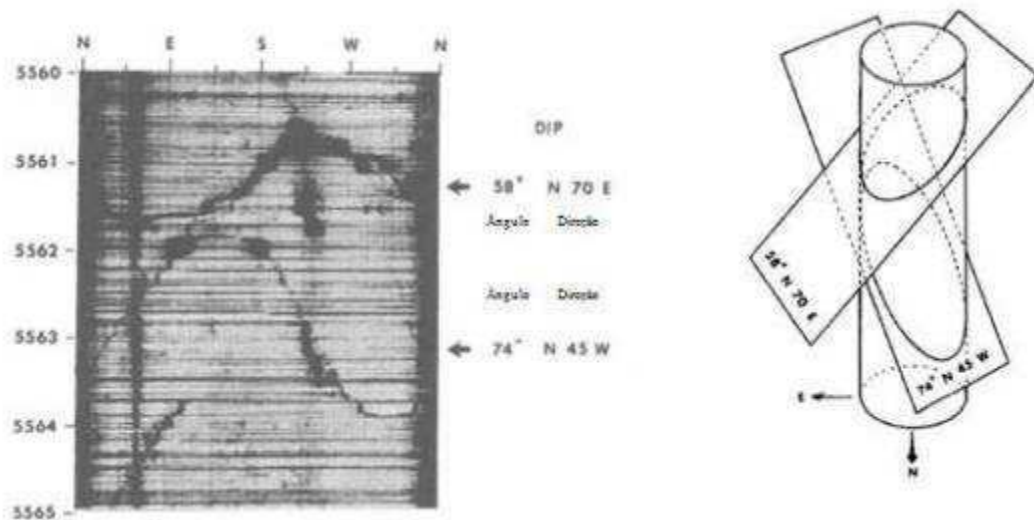 N E S W N
5560
5561
5562
5563
5564
5565
DIP
58° N 70 E
Ângulo Direção
Ângulo Direção
74° N 45 W
58° N 70 E
74° N 45 W
E
N